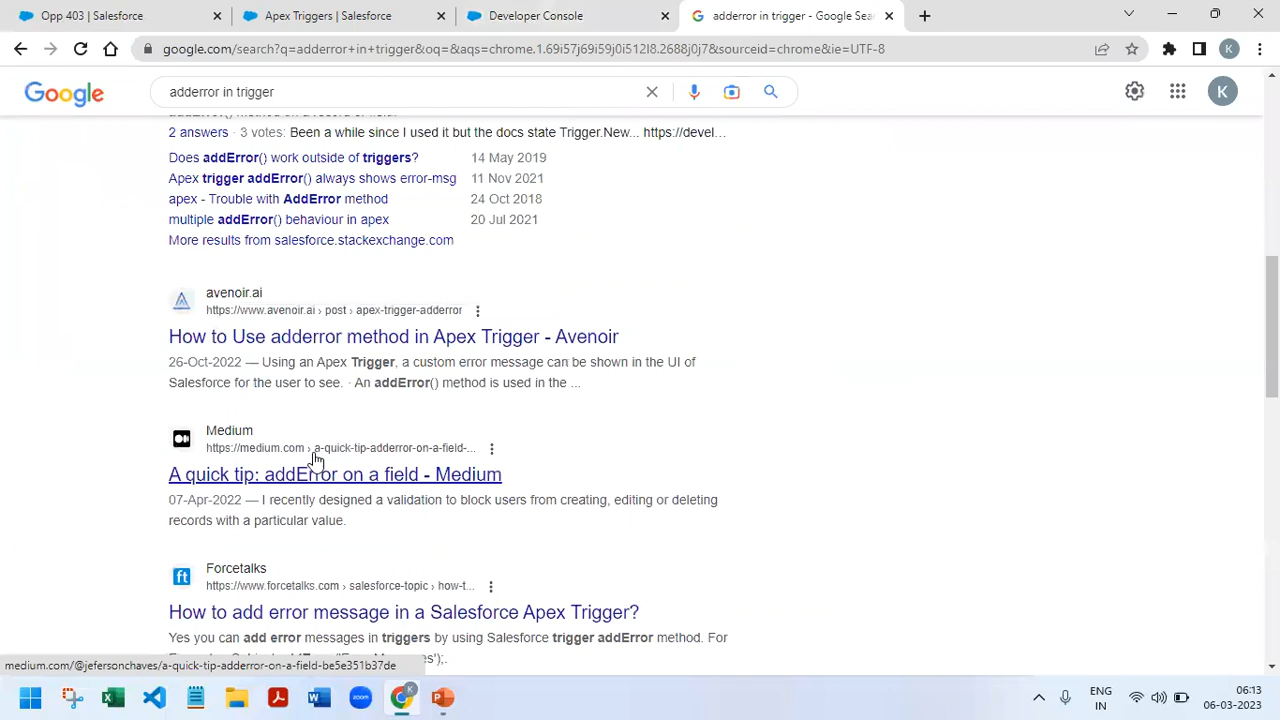 Opp 403 | Salesforce
Apex Triggers | Salesforce
Developer Console
adderror in trigger - Google Sea
google.com/search?q=adderror+in+trigger&oq=&aqs=chrome.1.69i57j69i59j0i512l8.2688j0j7&sourceid=chrome&ie=UTF-8
K
Google
adderror in trigger
K
2 answers · 3 votes: Been a while since I used it but the docs state Trigger.New... https://devel…
Does addError() work outside of triggers? 14 May 2019
Apex trigger addError() always shows error-msg 11 Nov 2021
apex - Trouble with AddError method 24 Oct 2018
multiple addError() behaviour in apex 20 Jul 2021
More results from salesforce.stackexchange.com
avenoir.ai
https://www.avenoir.ai › post › apex-trigger-adderror
How to Use adderror method in Apex Trigger - Avenoir
26-Oct-2022 — Using an Apex Trigger, a custom error message can be shown in the UI of
Salesforce for the user to see. · An addError() method is used in the ...
Medium
https://medium.com › a-quick-tip-adderror-on-a-field-...
A quick tip: addError on a field - Medium
07-Apr-2022 — I recently designed a validation to block users from creating, editing or deleting
records with a particular value.
ft
Forcetalks
https://www.forcetalks.com › salesforce-topic › how-t...
How to add error message in a Salesforce Apex Trigger?
Yes you can add error messages in triggers by using Salesforce trigger addError method. For
medium.com/@jefersonchaves/a-quick-tip-adderror-on-a-field-be5e351b37de
zoom
K
ENG
IN
06:13
06-03-2023